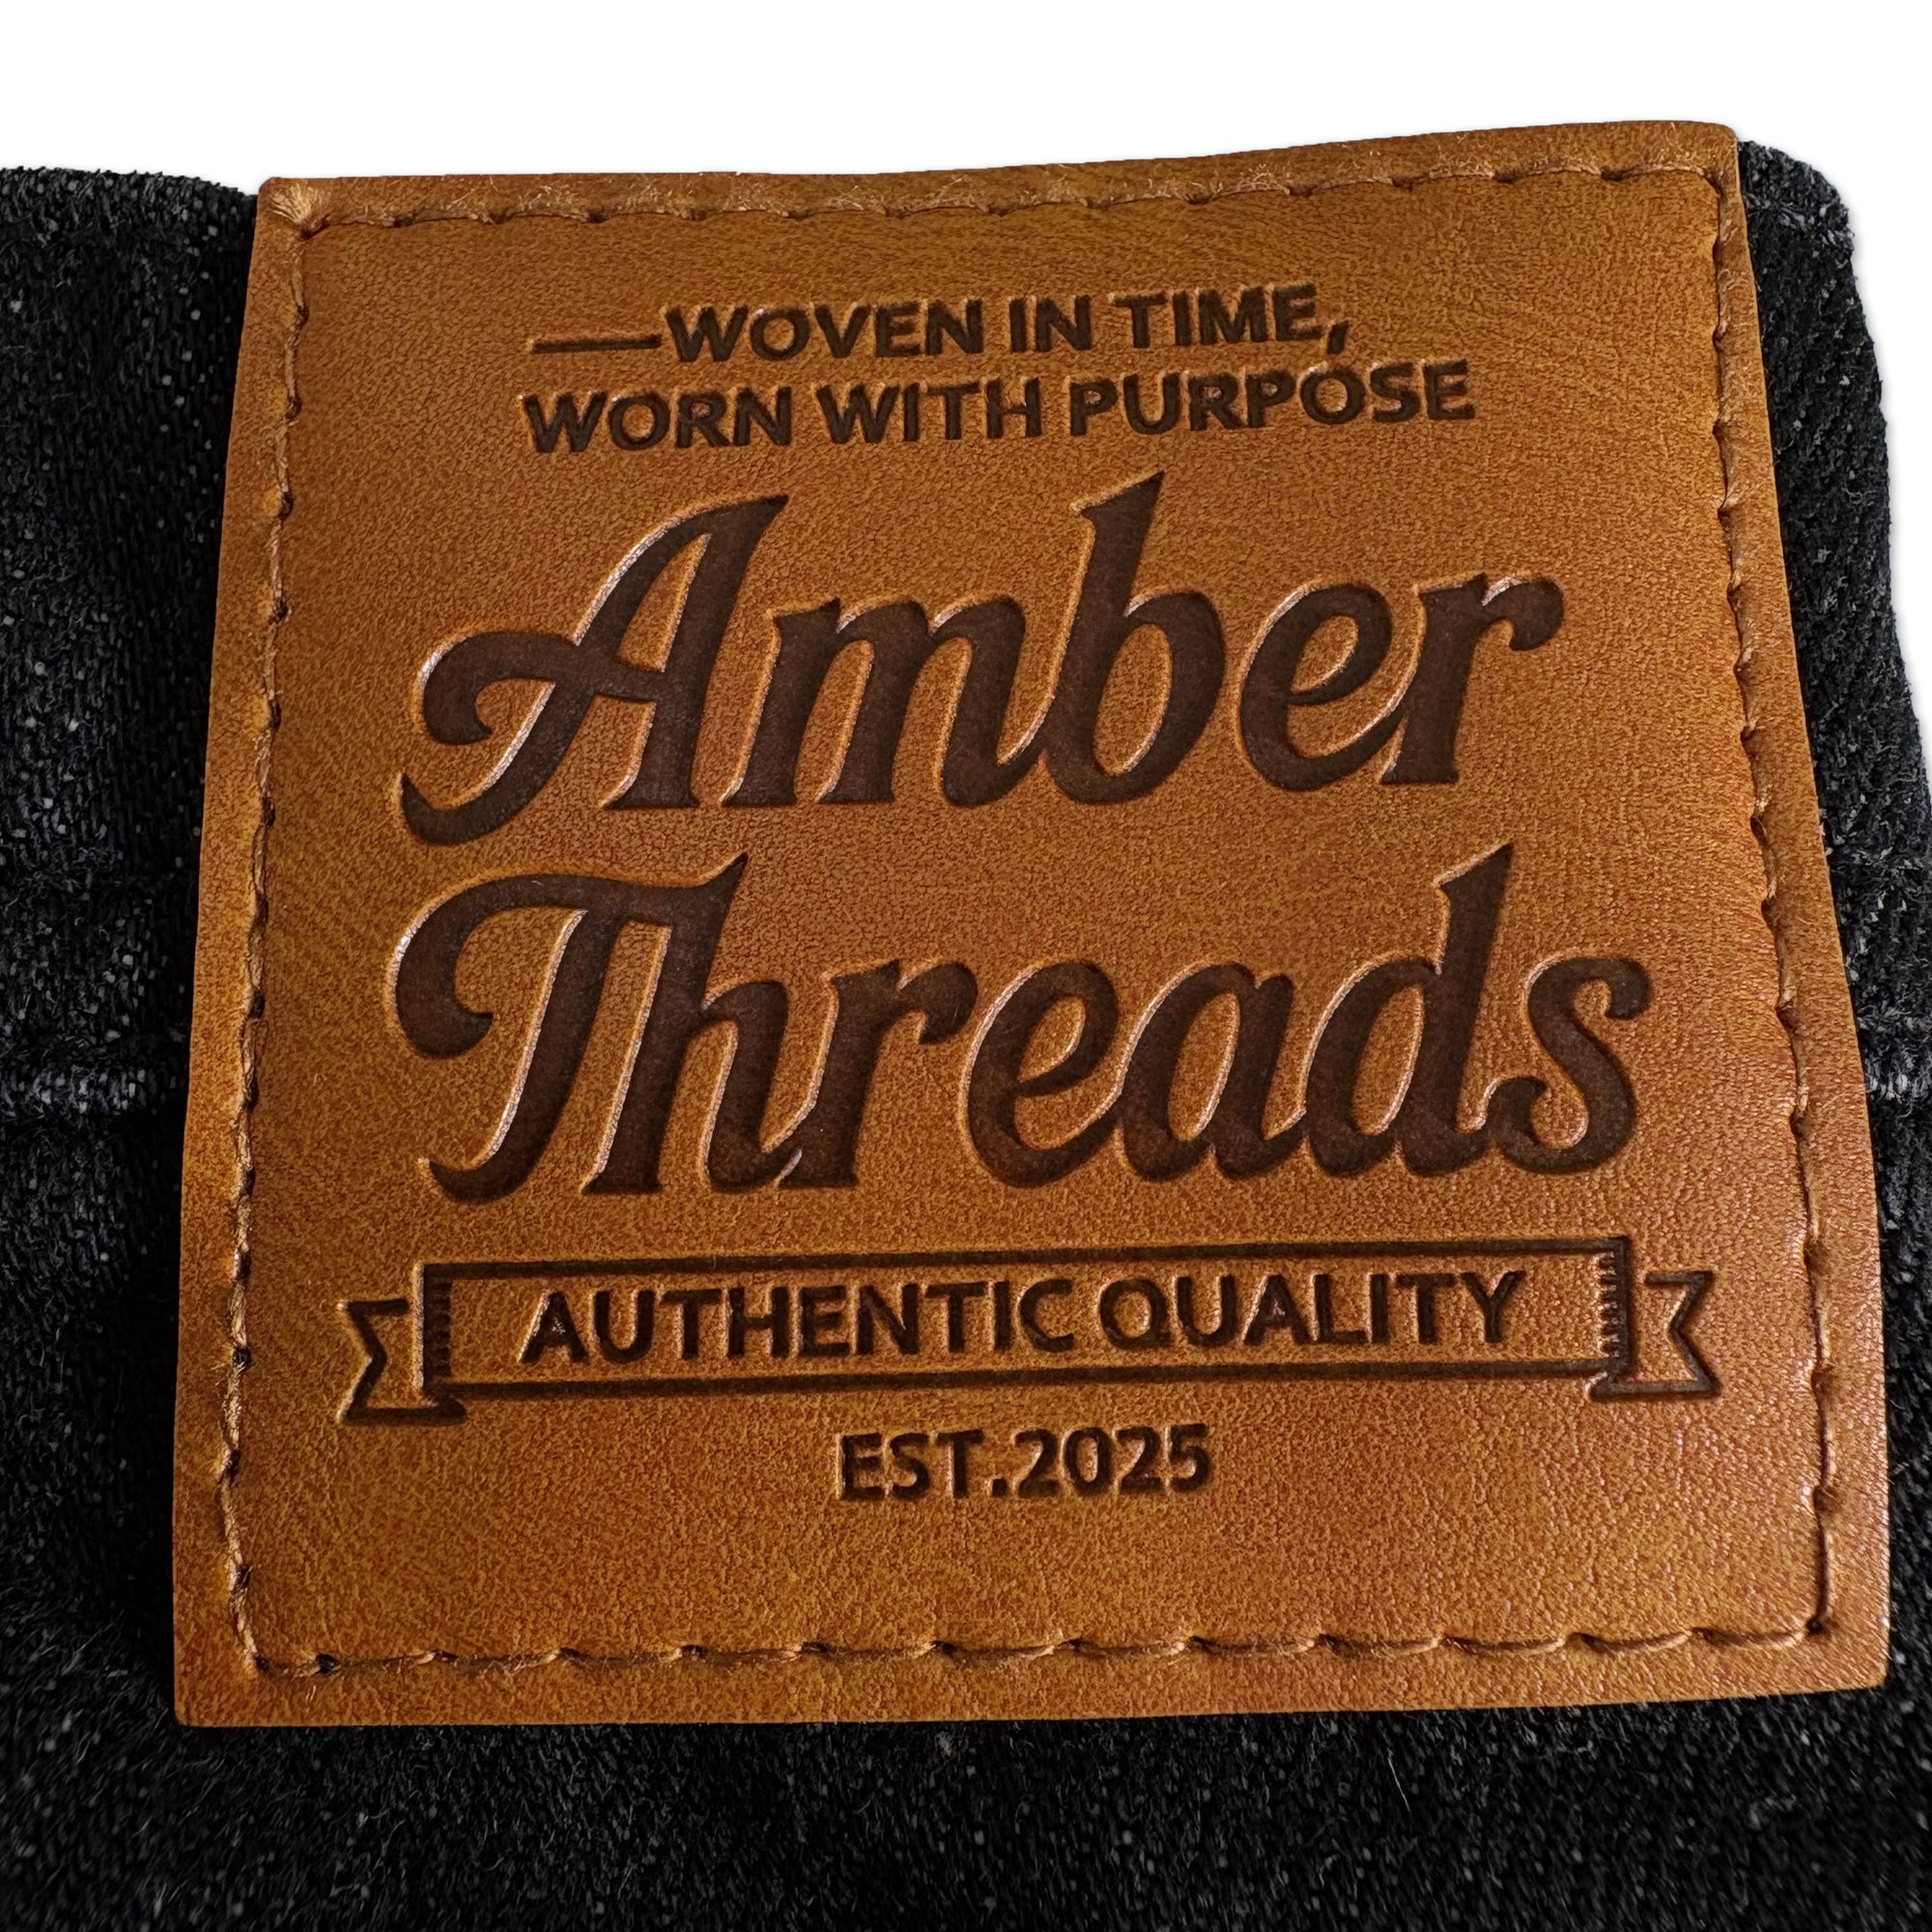 —WOVEN IN TIME,
WORN WITH PURPOSE
Amber
Threads
AUTHENTIC QUALITY
EST.2025